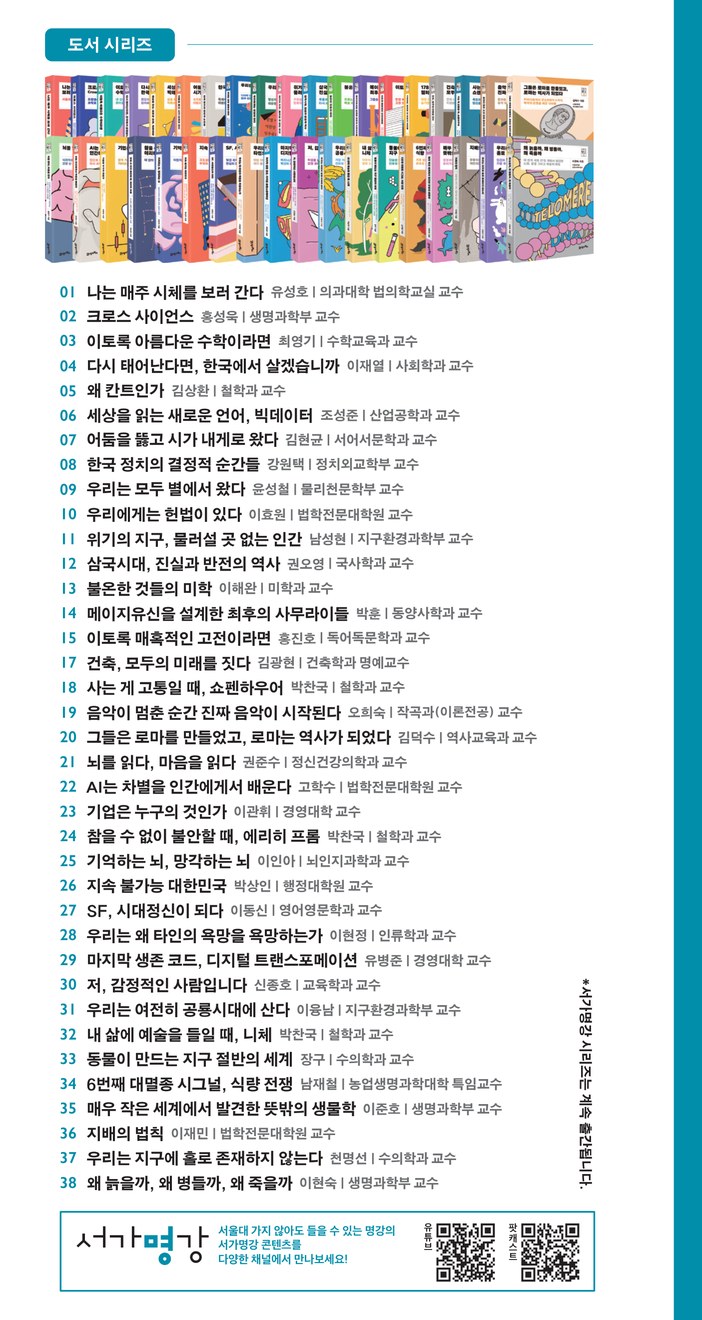 도서 시리즈
TELOMERE
01 나는 매주 시체를 보러 간다 유성호 | 의과대학 법의학교실 교수
02 크로스 사이언스 홍성욱 | 생명과학부 교수
03 이토록 아름다운 수학이라면 최영기 | 수학교육과 교수
04 다시 태어난다면, 한국에서 살겠습니까 이재열 | 사회학과 교수
05 왜 칸트인가 김상환 | 철학과 교수
06 세상을 읽는 새로운 언어, 빅데이터 조성준 | 산업공학과 교수
07 어둠을 뚫고 시가 내게로 왔다 김현균 | 서어서문학과 교수
08 한국 정치의 결정적 순간들 강원택 | 정치외교학부 교수
09 우리는 모두 별에서 왔다 윤성철 | 물리천문학부 교수
10 우리에게는 헌법이 있다 이효원 | 법학전문대학원 교수
11 위기의 지구, 물러설 곳 없는 인간 남성현 | 지구환경과학부 교수
12 삼국시대, 진실과 반전의 역사 권오영 | 국사학과 교수
13 불온한 것들의 미학 이해완 | 미학과 교수
14 메이지유신을 설계한 최후의 사무라이들 박훈 | 동양사학과 교수
15 이토록 매혹적인 고전이라면 홍진호 | 독어독문학과 교수
17 건축, 모두의 미래를 짓다 김광현 | 건축학과 명예교수
18 사는 게 고통일 때, 쇼펜하우어 박찬국 | 철학과 교수
19 음악이 멈춘 순간 진짜 음악이 시작된다 오희숙 | 작곡과(이론전공) 교수
20 그들은 로마를 만들었고, 로마는 역사가 되었다 김덕수 | 역사교육과 교수
21 뇌를 읽다, 마음을 읽다 권준수 | 정신건강의학과 교수
22 AI는 차별을 인간에게서 배운다 고학수 | 법학전문대학원 교수
23 기업은 누구의 것인가 이관휘 | 경영대학 교수
24 참을 수 없이 불안할 때, 에리히 프롬 박찬국 | 철학과 교수
25 기억하는 뇌, 망각하는 뇌 이인아 | 뇌인지과학과 교수
26 지속 불가능 대한민국 박상인 | 행정대학원 교수
27 SF, 시대정신이 되다 이동신 | 영어영문학과 교수
28 우리는 왜 타인의 욕망을 욕망하는가 이현정 | 인류학과 교수
29 마지막 생존 코드, 디지털 트랜스포메이션 유병준 | 경영대학 교수
30 저, 감정적인 사람입니다 신종호 | 교육학과 교수
31 우리는 여전히 공룡시대에 산다 이융남 | 지구환경과학부 교수
32 내 삶에 예술을 들일 때, 니체 박찬국 | 철학과 교수
33 동물이 만드는 지구 절반의 세계 장구 | 수의학과 교수
34 6번째 대멸종 시그널, 식량 전쟁 남재철 | 농업생명과학대학 특임교수
35 매우 작은 세계에서 발견한 뜻밖의 생물학 이준호 | 생명과학부 교수
36 지배의 법칙 이재민 | 법학전문대학원 교수
37 우리는 지구에 홀로 존재하지 않는다 천명선 | 수의학과 교수
38 왜 늙을까, 왜 병들까, 왜 죽을까 이현숙 | 생명과학부 교수
*서가명강 시리즈는 계속 출간됩니다.
서가명강
서울대 가지 않아도 들을 수 있는 명강의
서가명강 콘텐츠를
다양한 채널에서 만나보세요!
유튜브
팟캐스트